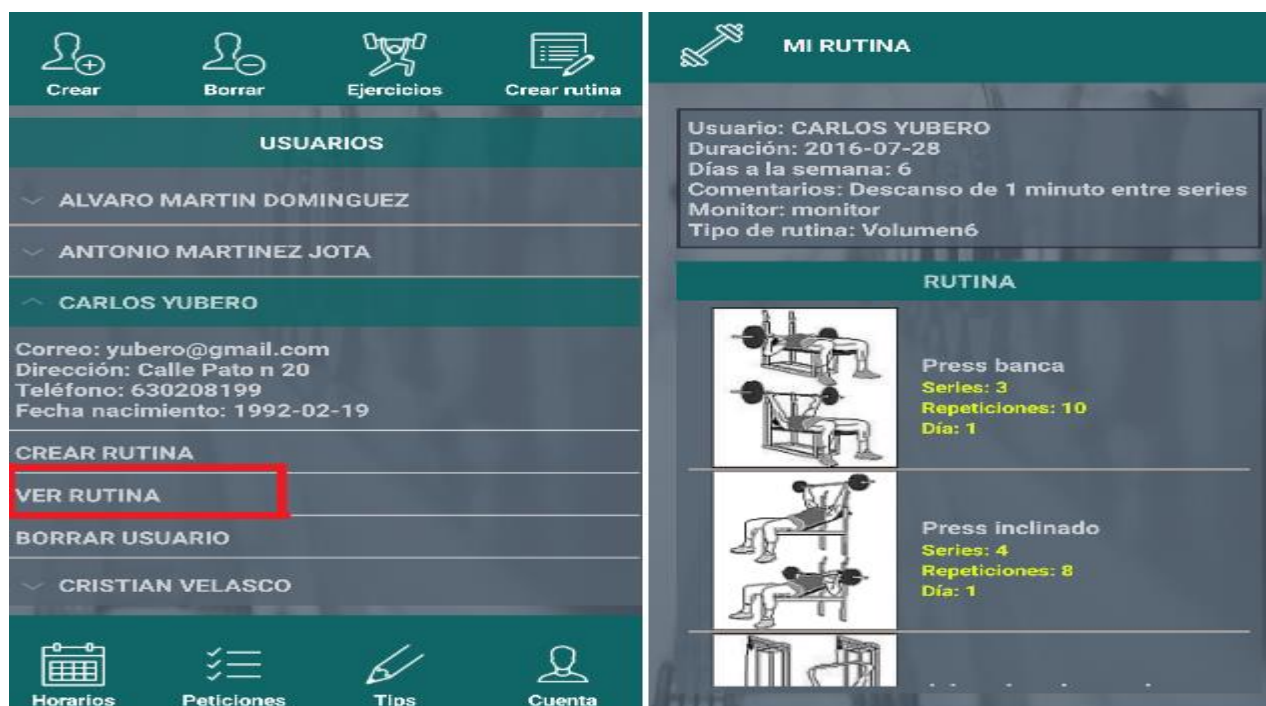 Crear
Borrar
Ejercicios
Crear rutina
USUARIOS
ALVARO MARTIN DOMINGUEZ
ANTONIO MARTINEZ JOTA
CARLOS YUBERO
Correo: yubero@gmail.com
Dirección: Calle Pato n 20
Teléfono: 630208199
Fecha nacimiento: 1992-02-19
CREAR RUTINA
VER RUTINA
BORRAR USUARIO
CRISTIAN VELASCO
Horarios
Peticiones
Tips
Cuenta
MI RUTINA
Usuario: CARLOS YUBERO
Duración: 2016-07-28
Días a la semana: 6
Comentarios: Descanso de 1 minuto entre series
Monitor: monitor
Tipo de rutina: Volumen6
RUTINA
Press banca
Series: 3
Repeticiones: 10
Día: 1
Press inclinado
Series: 4
Repeticiones: 8
Día: 1